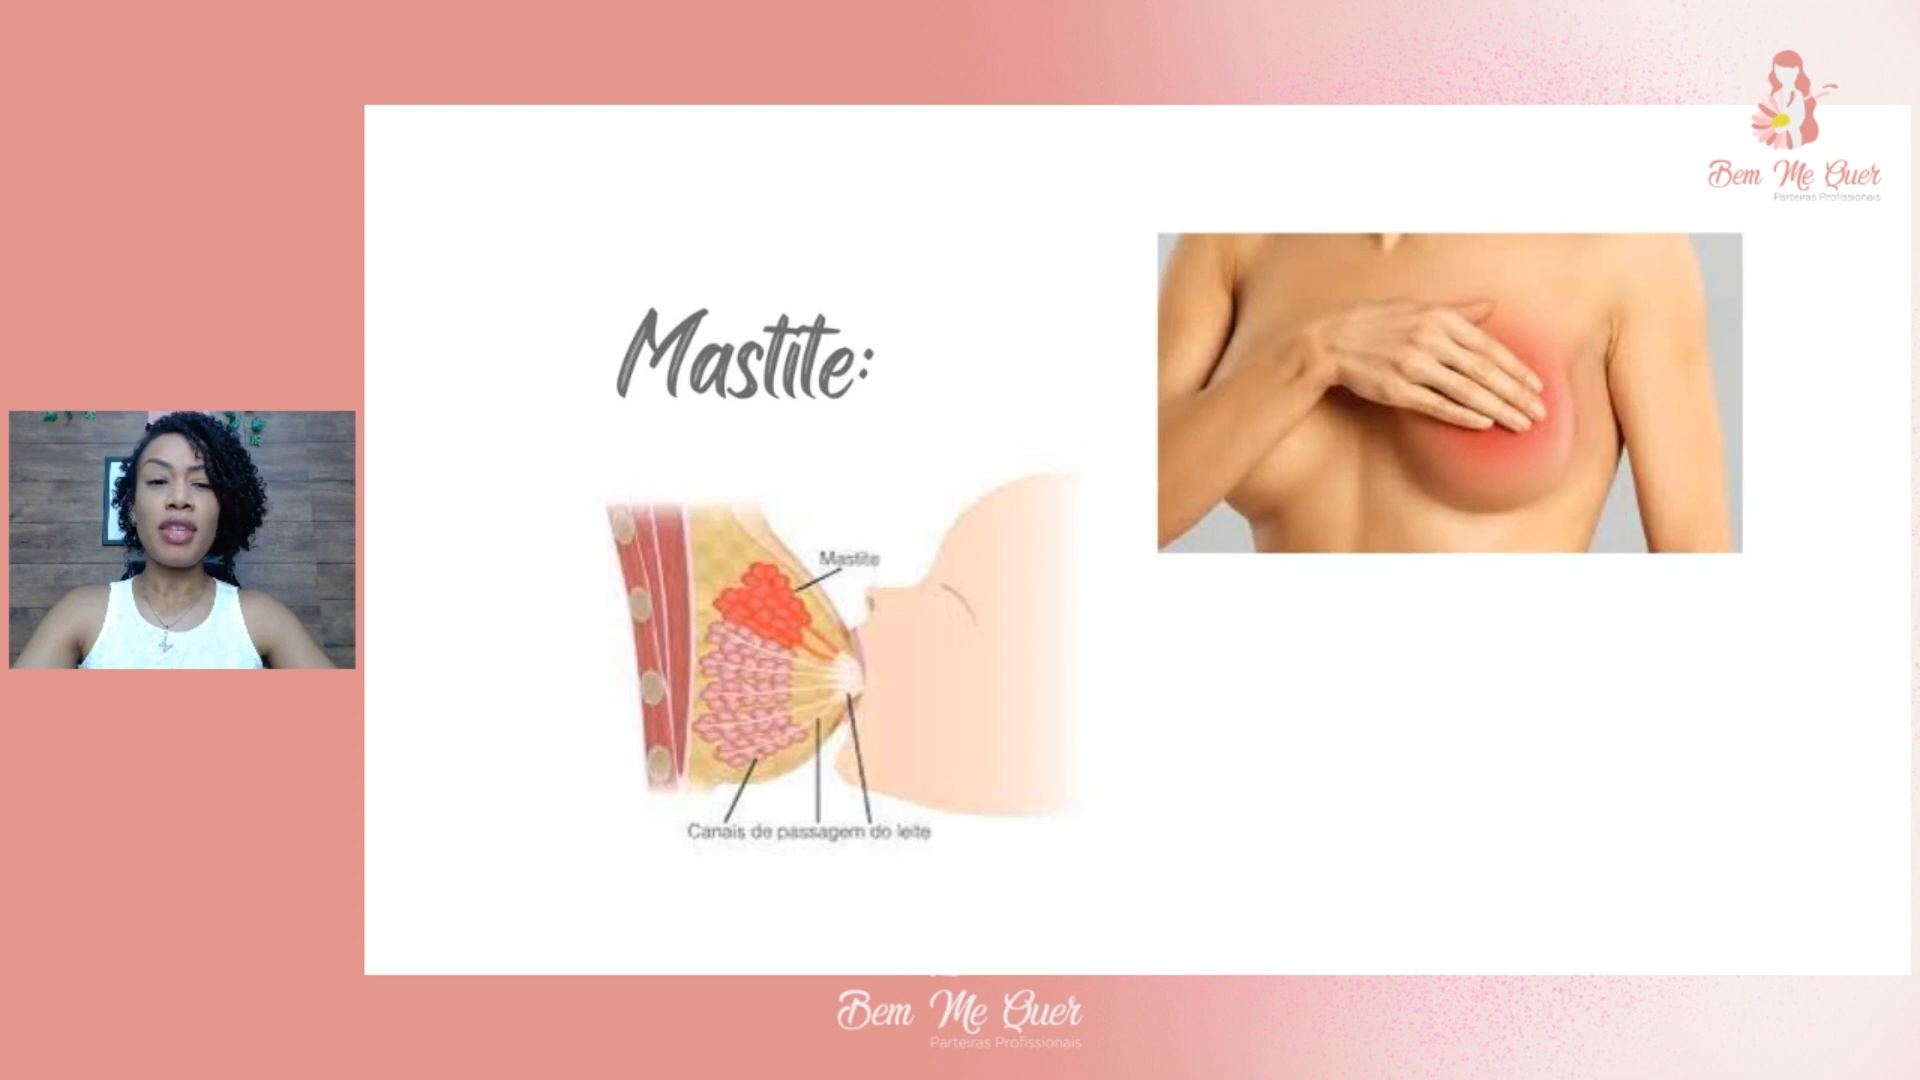 Bem Me Quer
Parteiras Profissionais
Mastite:
Mastite
Canais de passagem do leite
Bem Me Quer
Parteiras Profissionais